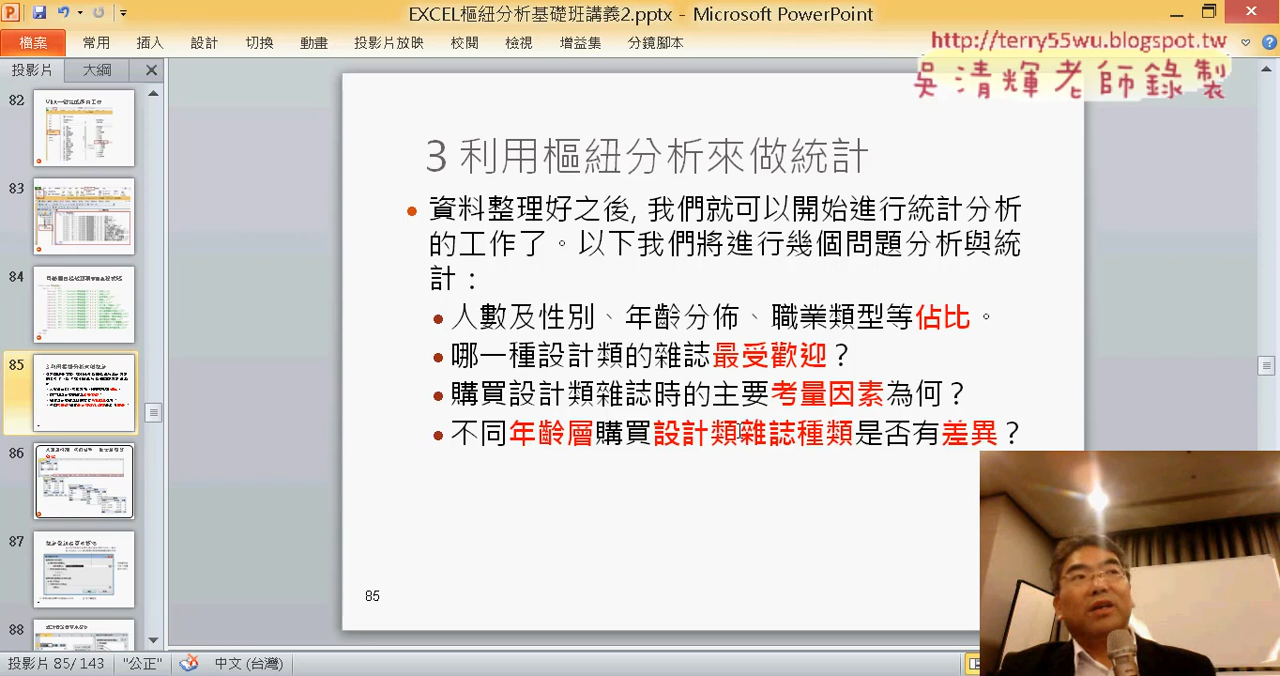 EXCEL樞紐分析基礎班講義2.pptx - Microsoft PowerPoint
檔案 常用 插入 設計 切換 動畫 投影片放映 校閱 檢視 增益集 分鏡腳本
http://terry55wu.blogspot.tw
吳清輝老師錄製
投影片 大綱
82
83
84
85
86
87
88
3 利用樞紐分析來做統計
資料整理好之後, 我們就可以開始進行統計分析
的工作了。以下我們將進行幾個問題分析與統
計：
人數及性別、年齡分佈、職業類型等佔比。
哪一種設計類的雜誌最受歡迎？
購買設計類雜誌時的主要考量因素為何？
不同年齡層購買設計類雜誌種類是否有差異？
85
投影片 85/ 143 "公正" 中文 (台灣)